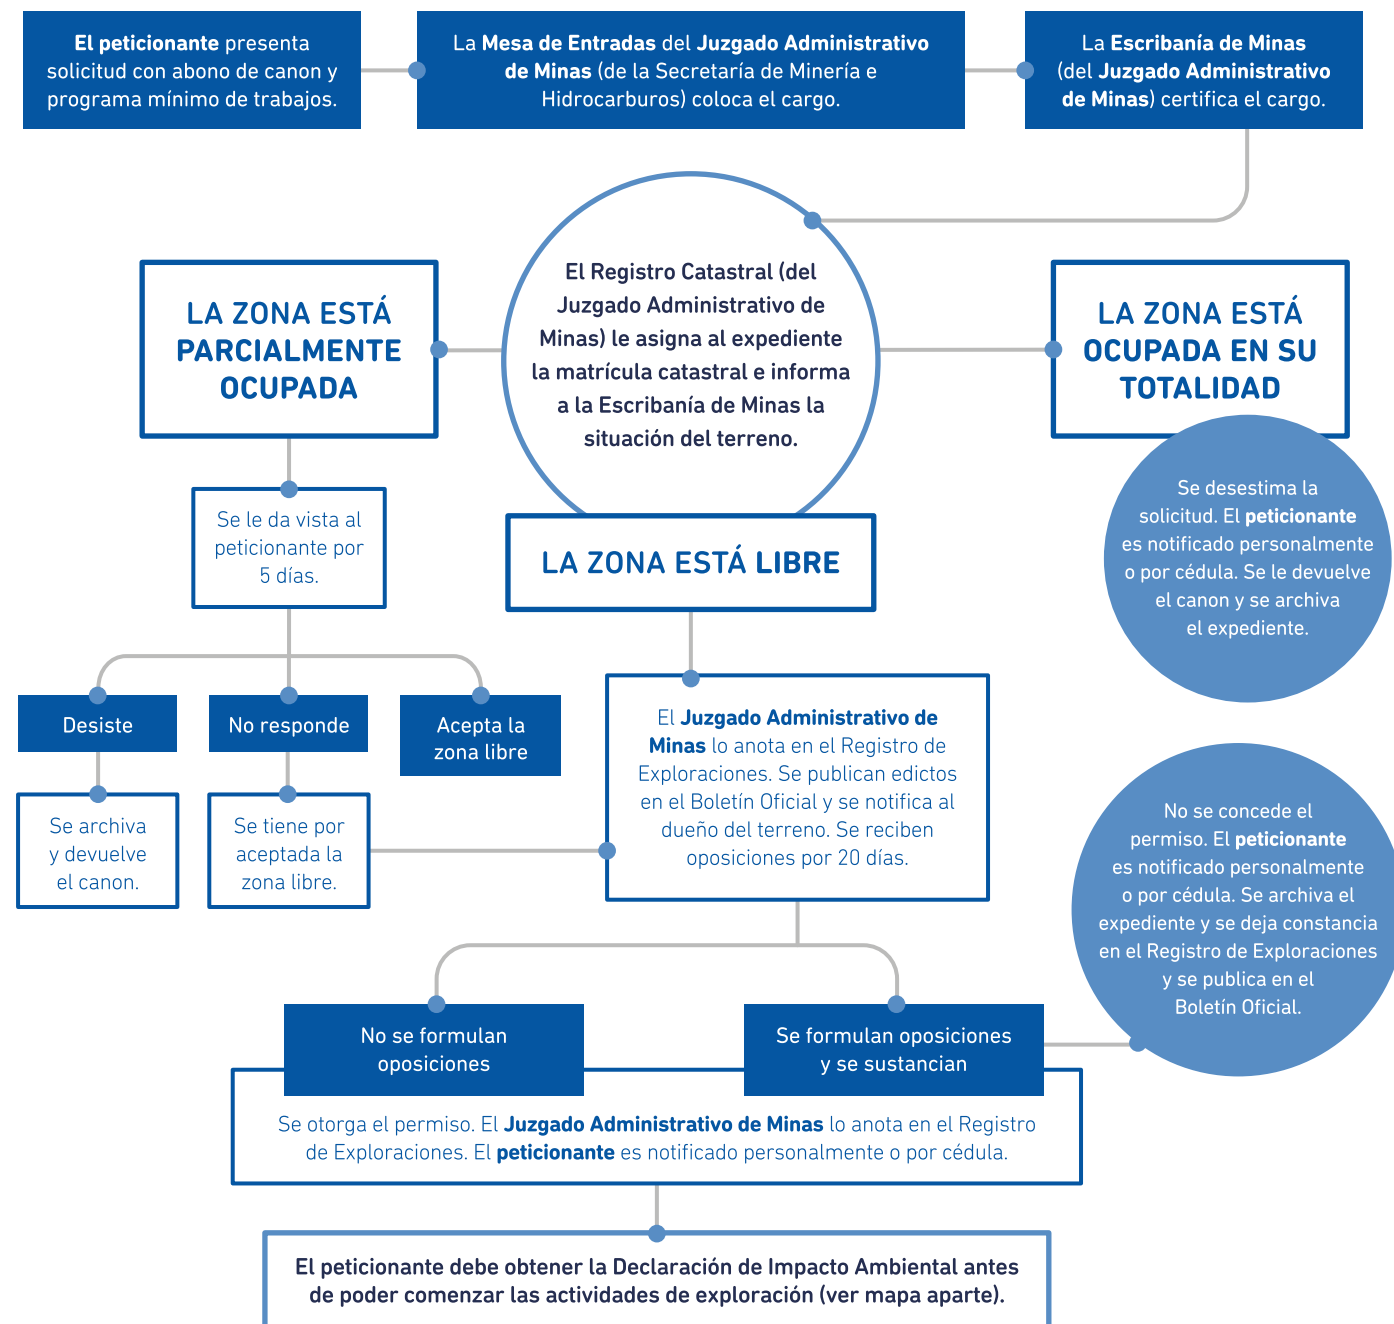 El peticionante presenta
solicitud con abono de canon y
programa mínimo de trabajos.
La Mesa de Entradas del Juzgado Administrativo
de Minas (de la Secretaría de Minería e
Hidrocarburos) coloca el cargo.
La Escribanía de Minas
(del Juzgado Administrativo
de Minas) certifica el cargo.
El Registro Catastral (del
Juzgado Administrativo de
Minas) le asigna al expediente
la matrícula catastral e informa
a la Escribanía de Minas la
situación del terreno.
LA ZONA ESTÁ
PARCIALMENTE
OCUPADA
LA ZONA ESTÁ
OCUPADA EN SU
TOTALIDAD
Se desestima la
solicitud. El peticionante
es notificado personalmente
o por cédula. Se le devuelve
el canon y se archiva
el expediente.
Se le da vista al
peticionante por
5 días.
LA ZONA ESTÁ LIBRE
Desiste
No responde
Acepta la
zona libre
Se archiva
y devuelve
el canon.
Se tiene por
aceptada la
zona libre.
El Juzgado Administrativo de
Minas lo anota en el Registro de
Exploraciones. Se publican edictos
en el Boletín Oficial y se notifica al
dueño del terreno. Se reciben
oposiciones por 20 días.
No se concede el
permiso. El peticionante
es notificado personalmente
o por cédula. Se archiva el
expediente y se deja constancia
en el Registro de Exploraciones
y se publica en el
Boletín Oficial.
No se formulan
oposiciones
Se formulan oposiciones
y se sustancian
Se otorga el permiso. El Juzgado Administrativo de Minas lo anota en el Registro
de Exploraciones. El peticionante es notificado personalmente o por cédula.
El peticionante debe obtener la Declaración de Impacto Ambiental antes
de poder comenzar las actividades de exploración (ver mapa aparte).